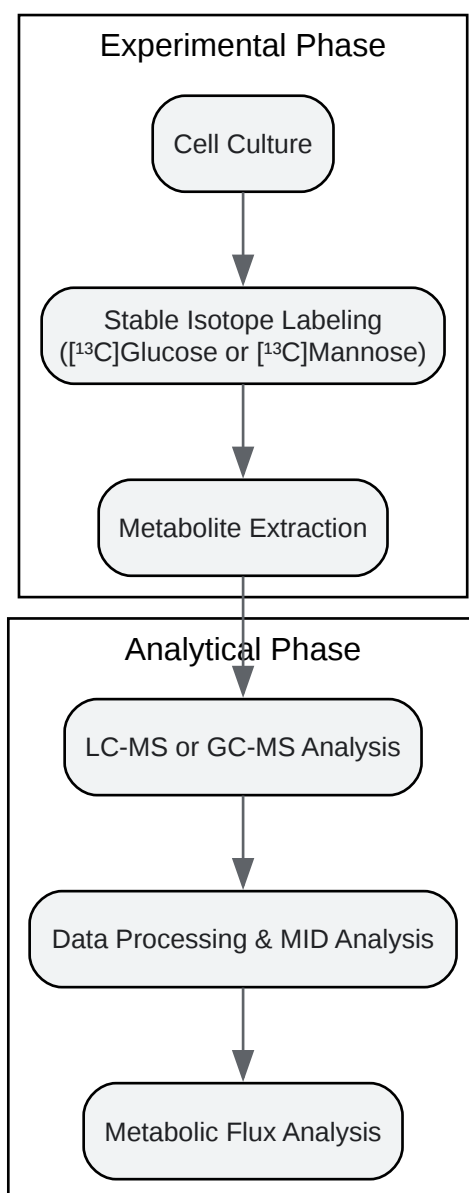 Experimental Phase
Cell Culture
Stable Isotope Labeling
([¹³C]Glucose or [¹³C]Mannose)
Metabolite Extraction
Analytical Phase
LC-MS or GC-MS Analysis
Data Processing & MID Analysis
Metabolic Flux Analysis